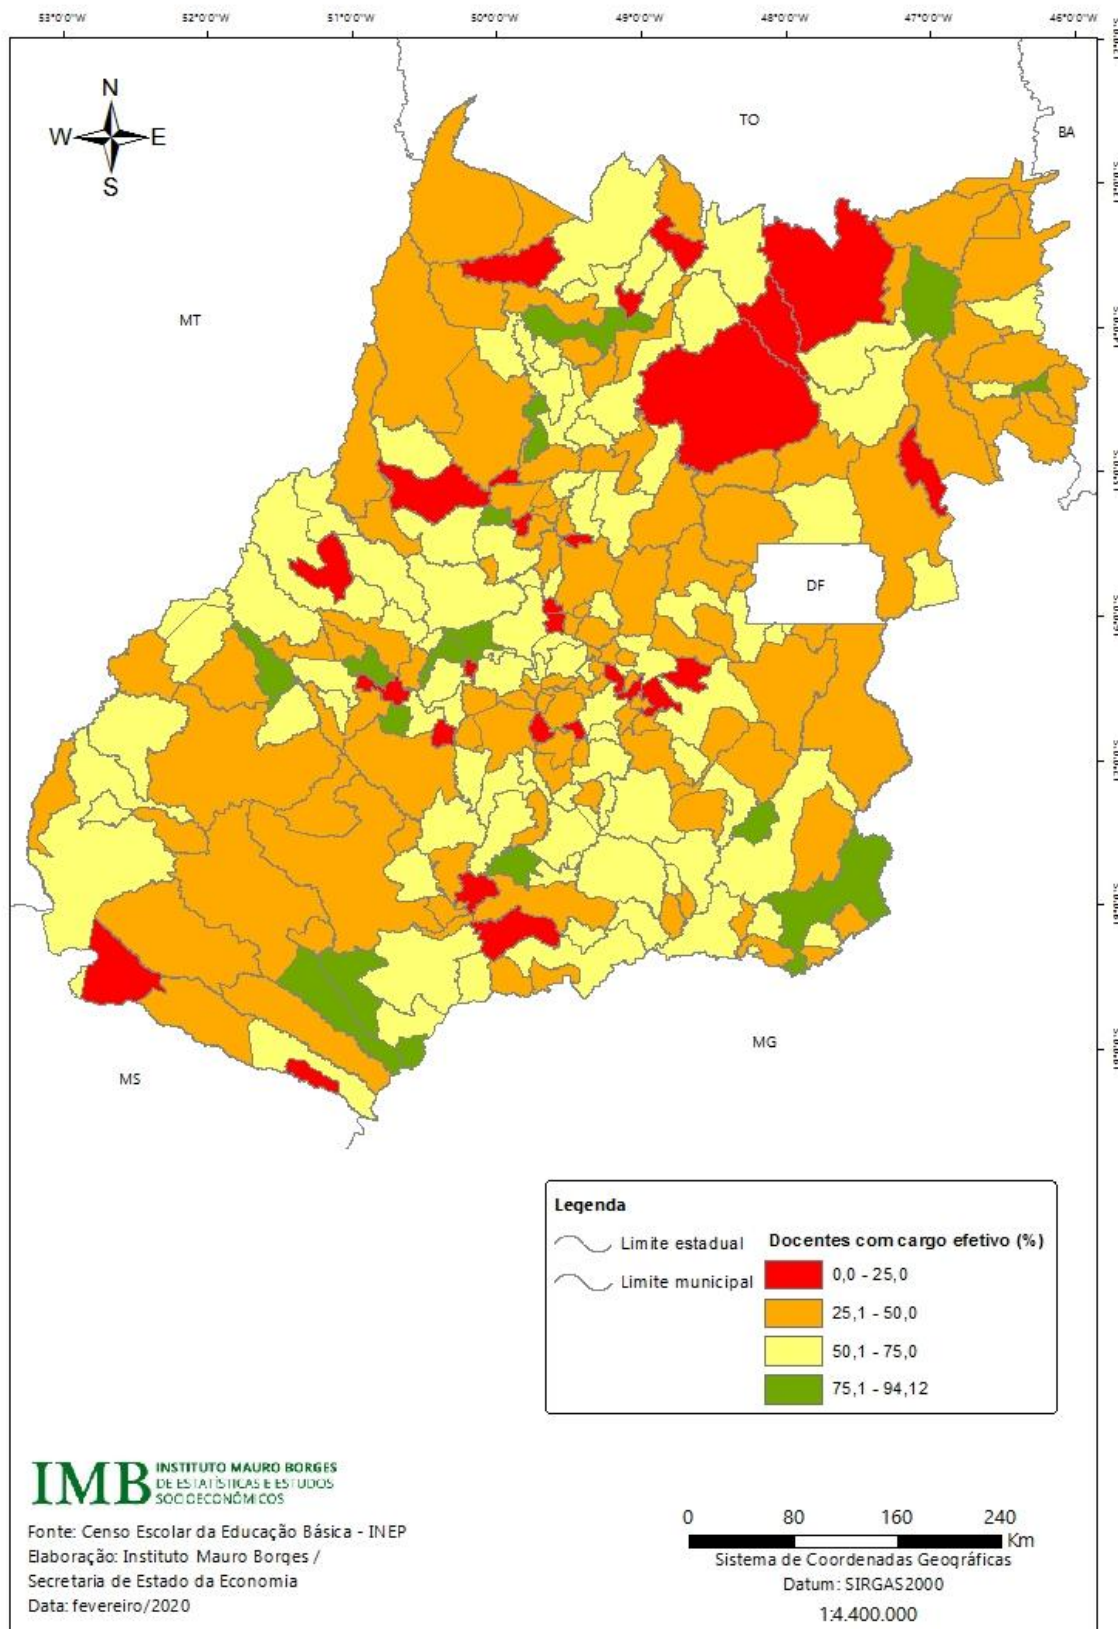 53°0'0"W 52°0'0"W 51°0'0"W 50°0'0"W 49°0'0"W 48°0'0"W 47°0'0"W 46°0'0"W
N
W E
S
TO
BA
MT
DF
MG
MS
Legenda
Limite estadual
Limite municipal
Docentes com cargo efetivo (%)
0,0 - 25,0
25,1 - 50,0
50,1 - 75,0
75,1 - 94,12
IMB INSTITUTO MAURO BORGES
DE ESTATÍSTICAS E ESTUDOS
SOCIOECONÔMICOS
Fonte: Censo Escolar da Educação Básica - INEP
Elaboração: Instituto Mauro Borges /
Secretaria de Estado da Economia
Data: fevereiro/2020
0 80 160 240
Km
Sistema de Coordenadas Geográficas
Datum: SIRGAS2000
1:4.400.000